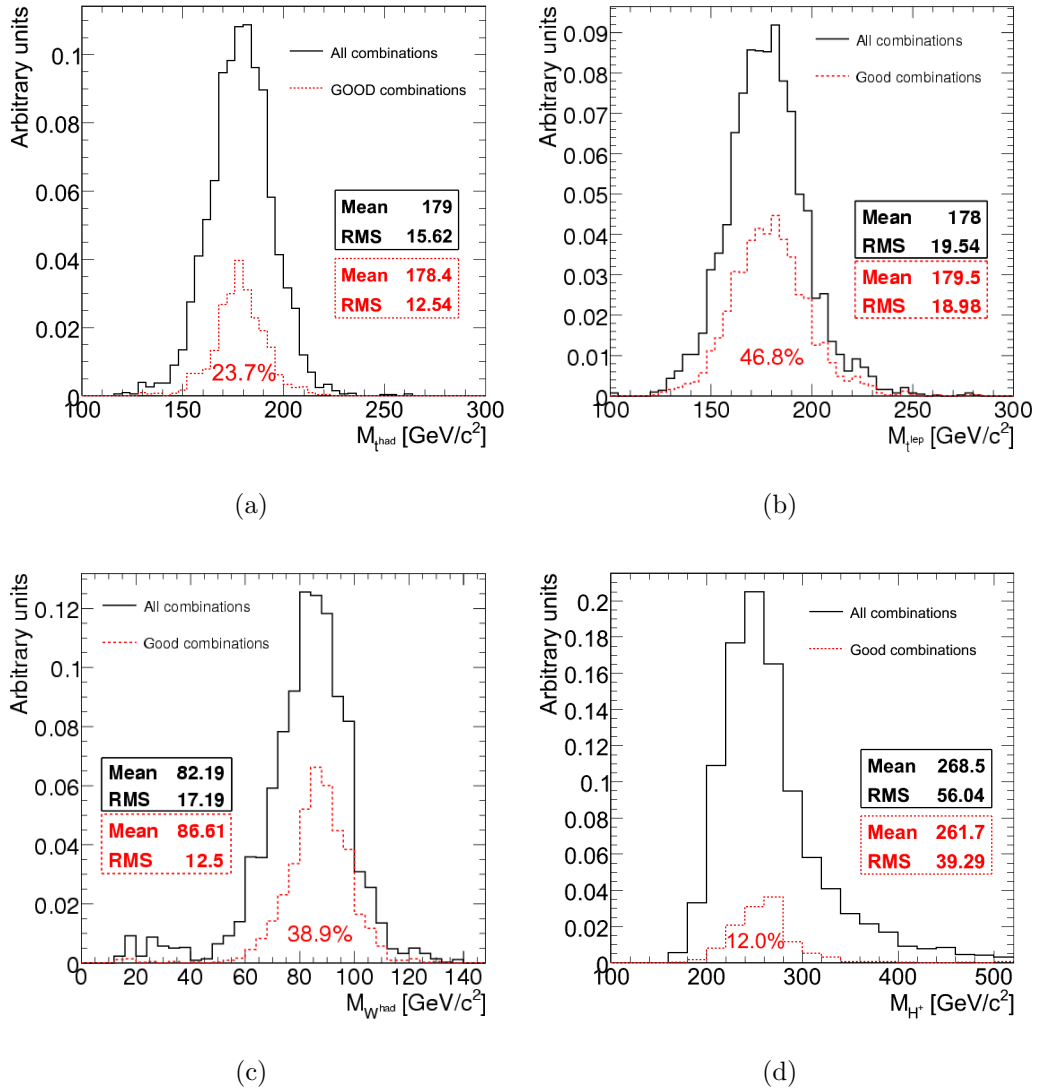 Arbitrary units
0.1
0.08
0.06
0.04
0.02
0
All combinations
GOOD combinations
Mean 179
RMS 15.62
Mean 178.4
RMS 12.54
23.7%
100 150 200 250 300
M_t^had [GeV/c²]
(a)
Arbitrary units
0.09
0.08
0.07
0.06
0.05
0.04
0.03
0.02
0.01
0
All combinations
Good combinations
Mean 178
RMS 19.54
Mean 179.5
RMS 18.98
46.8%
100 150 200 250 300
M_t^lep [GeV/c²]
(b)
Arbitrary units
0.12
0.1
0.08
0.06
0.04
0.02
0
All combinations
Good combinations
Mean 82.19
RMS 17.19
Mean 86.61
RMS 12.5
38.9%
0 20 40 60 80 100 120 140
M_W^had [GeV/c²]
(c)
Arbitrary units
0.2
0.18
0.16
0.14
0.12
0.1
0.08
0.06
0.04
0.02
0
All combinations
Good combinations
Mean 268.5
RMS 56.04
Mean 261.7
RMS 39.29
12.0%
100 200 300 400 500
M_H⁺ [GeV/c²]
(d)